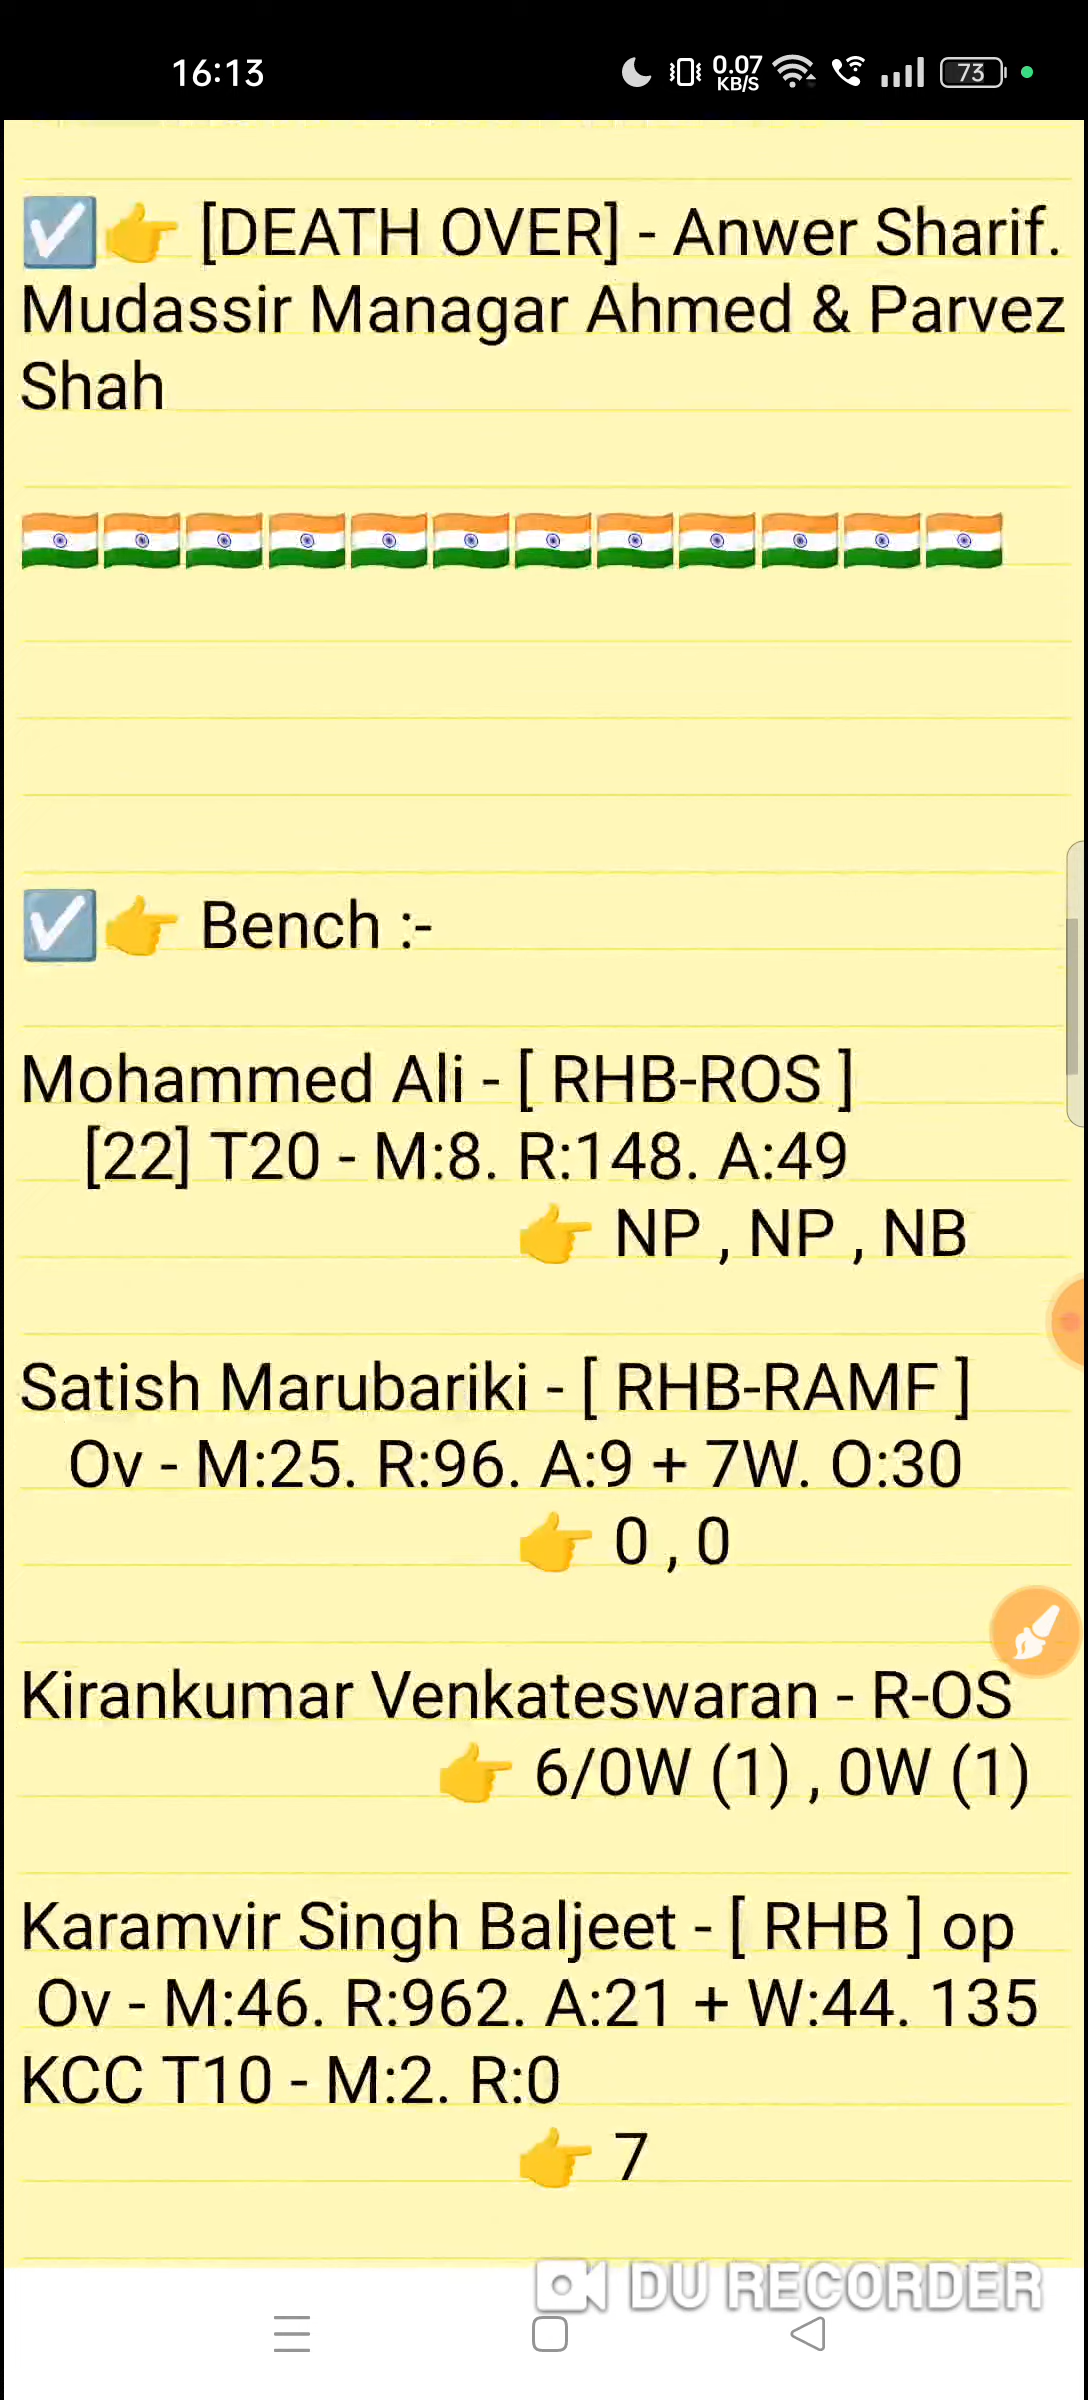 16:13
0.07
KB/S
73
☑️👉 [DEATH OVER] - Anwer Sharif.
Mudassir Managar Ahmed & Parvez
Shah
🇮🇳🇮🇳🇮🇳🇮🇳🇮🇳🇮🇳🇮🇳🇮🇳🇮🇳🇮🇳🇮🇳🇮🇳
☑️👉 Bench :-
Mohammed Ali - [ RHB-ROS ]
[22] T20 - M:8. R:148. A:49
👉 NP , NP , NB
Satish Marubariki - [ RHB-RAMF ]
Ov - M:25. R:96. A:9 + 7W. O:30
👉 0 , 0
Kirankumar Venkateswaran - R-OS
👉 6/0W (1) , 0W (1)
Karamvir Singh Baljeet - [ RHB ] op
Ov - M:46. R:962. A:21 + W:44. 135
KCC T10 - M:2. R:0
👉 7
DU RECORDER